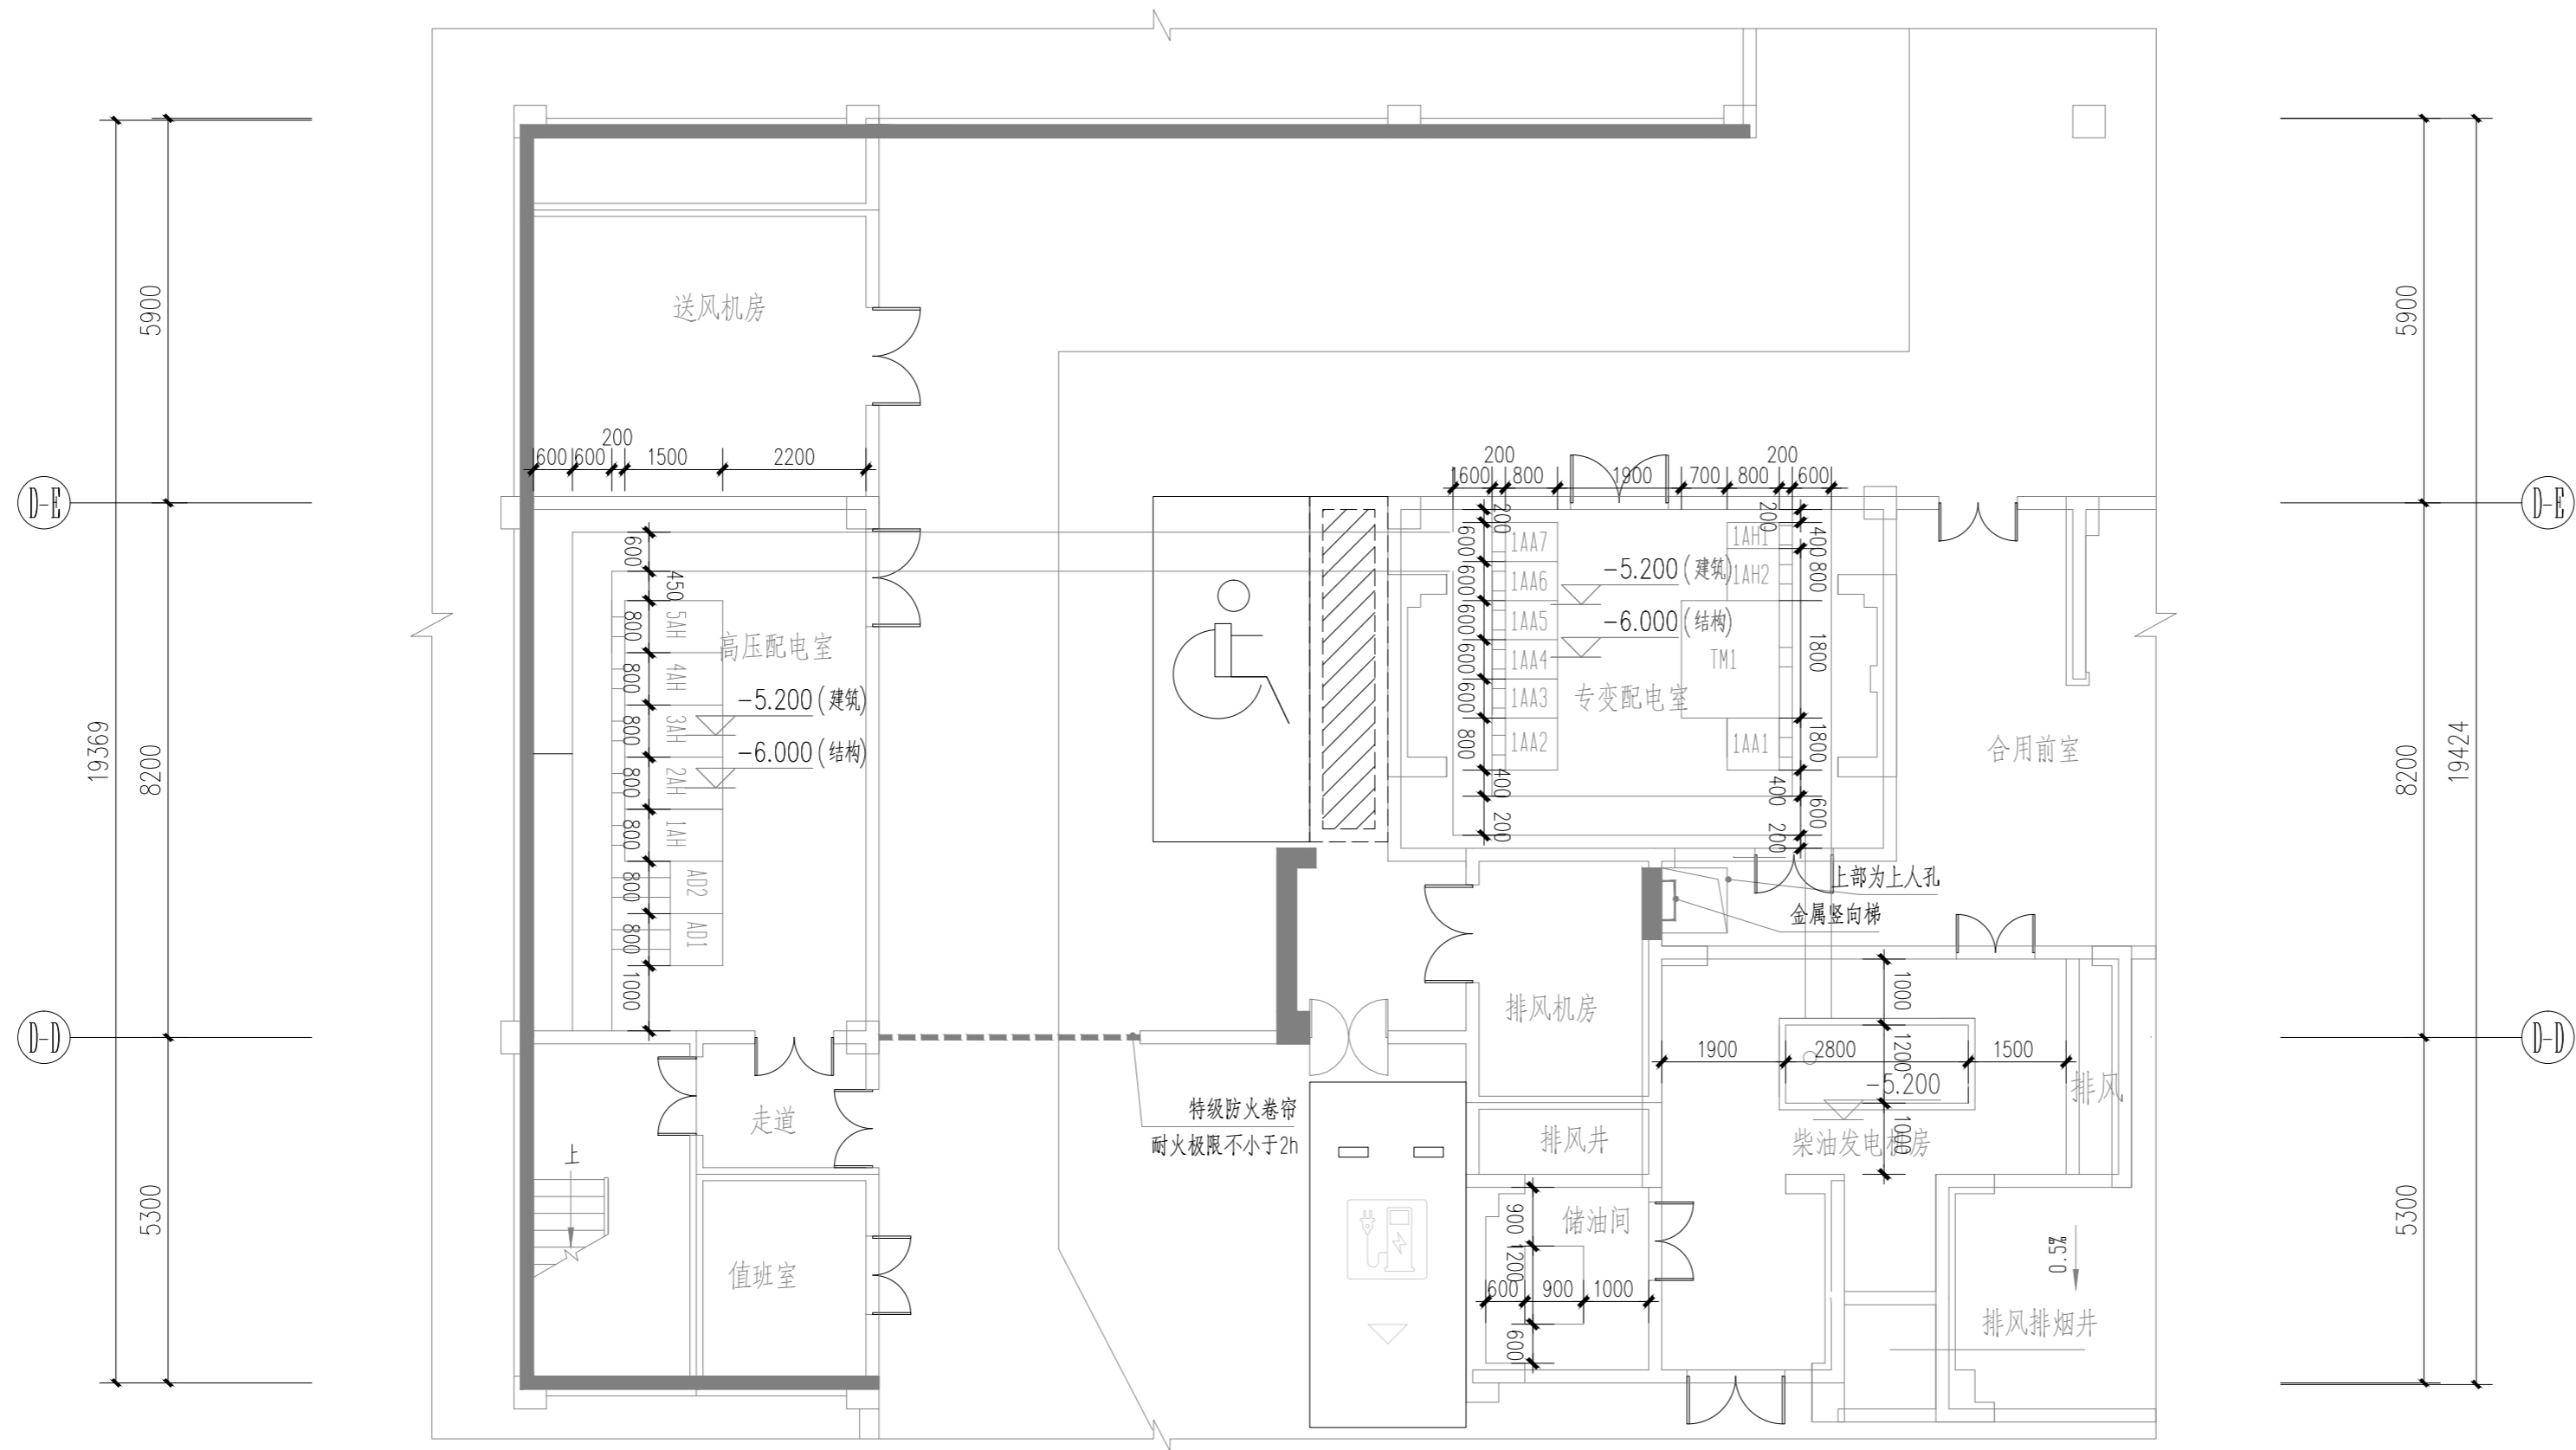 送风机房
200
600
600
1500
2200
5900
8200
5300
19369
D-E
D-D
600
450
800
800
800
800
800
800
800
1000
5AH
4AH
3AH
2AH
1AH
AD2
AD1
高压配电室
-5.200(建筑)
-6.000(结构)
走道
上
值班室
特级防火卷帘
耐火极限不小于2h
200
600
800
1900
700
800
200
600
200
600
600
600
600
600
800
400
200
1AA7
1AA6
1AA5
1AA4
1AA3
1AA2
-5.200(建筑)
-6.000(结构)
专变配电室
1AH1
1AH2
TM1
1AA1
200
400
800
1800
1800
400
600
200
合用前室
上部为上人孔
金属竖向梯
排风机房
排风井
储油间
900
1200
600
600
900
1000
1000
1200
1000
1900
2800
1500
-5.200
柴油发电机房
排风
0.5%
排风排烟井
5900
8200
5300
19424
D-E
D-D